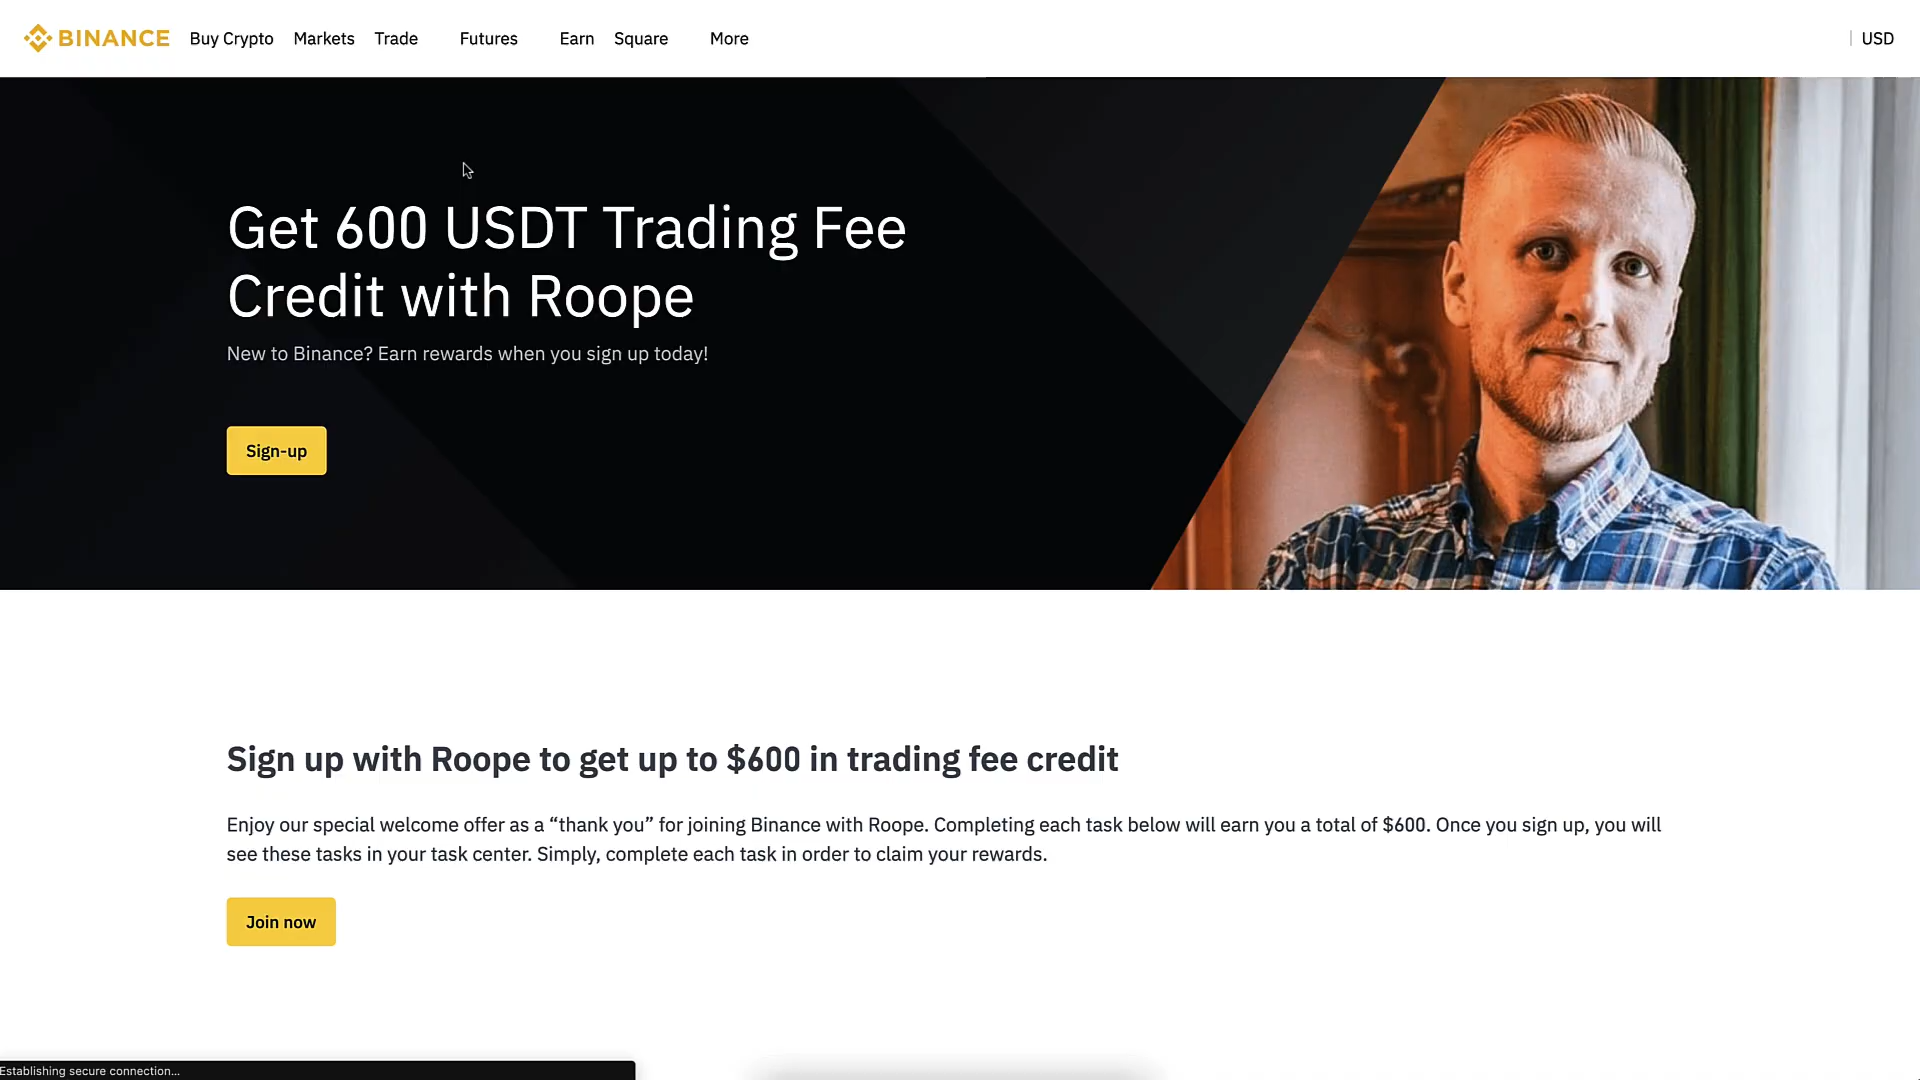 BINANCE Buy Crypto Markets Trade Futures Earn Square More USD
Get 600 USDT Trading Fee
Credit with Roope
New to Binance? Earn rewards when you sign up today!
Sign-up
Sign up with Roope to get up to $600 in trading fee credit
Enjoy our special welcome offer as a “thank you” for joining Binance with Roope. Completing each task below will earn you a total of $600. Once you sign up, you will
see these tasks in your task center. Simply, complete each task in order to claim your rewards.
Join now
Establishing secure connection...